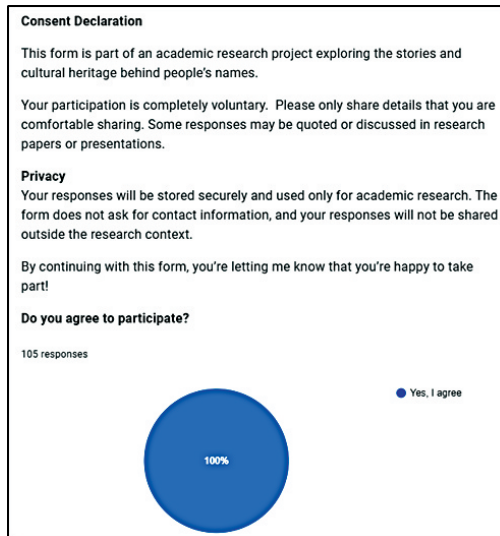 Consent Declaration
This form is part of an academic research project exploring the stories and
cultural heritage behind people's names.
Your participation is completely voluntary. Please only share details that you are
comfortable sharing. Some responses may be quoted or discussed in research
papers or presentations.
Privacy
Your responses will be stored securely and used only for academic research. The
form does not ask for contact information, and your responses will not be shared
outside the research context.
By continuing with this form, you're letting me know that you're happy to take
part!
Do you agree to participate?
105 responses
Yes, I agree
100%